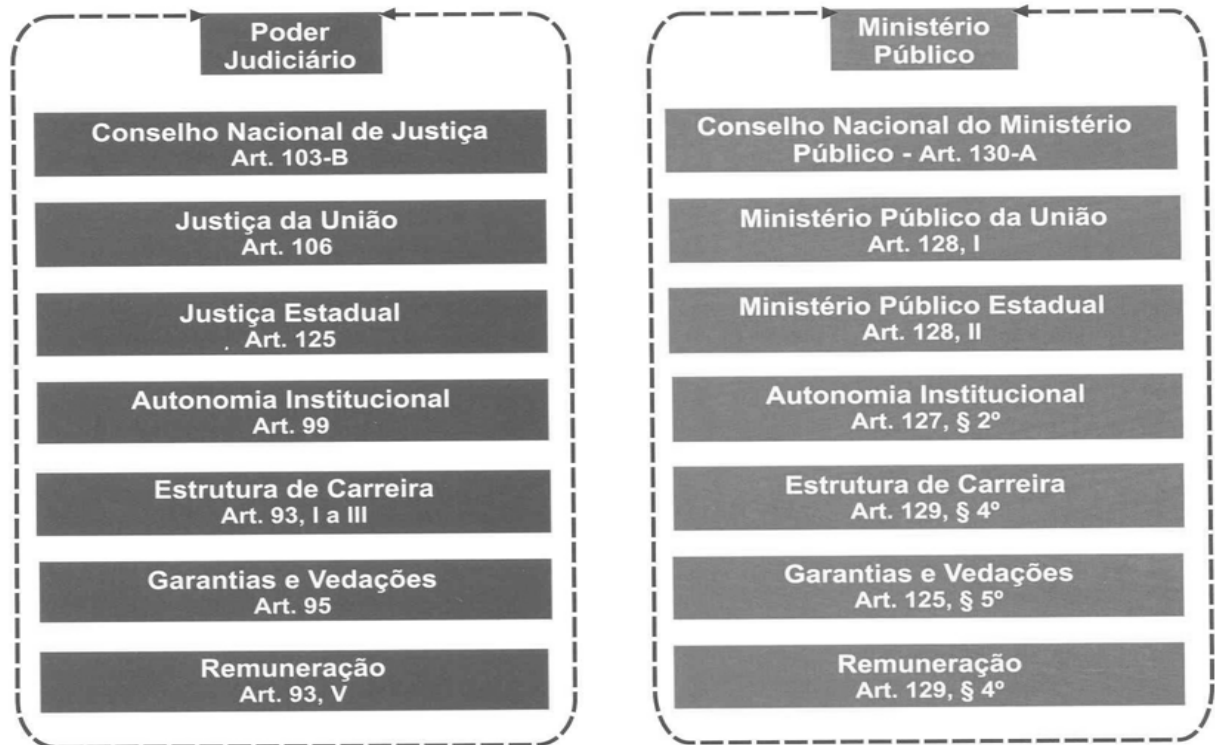 Poder
Judiciário
Conselho Nacional de Justiça
Art. 103-B
Justiça da União
Art. 106
Justiça Estadual
Art. 125
Autonomia Institucional
Art. 99
Estrutura de Carreira
Art. 93, I a III
Garantias e Vedações
Art. 95
Remuneração
Art. 93, V
Ministério
Público
Conselho Nacional do Ministério
Público - Art. 130-A
Ministério Público da União
Art. 128, I
Ministério Público Estadual
Art. 128, II
Autonomia Institucional
Art. 127, § 2º
Estrutura de Carreira
Art. 129, § 4º
Garantias e Vedações
Art. 125, § 5º
Remuneração
Art. 129, § 4º